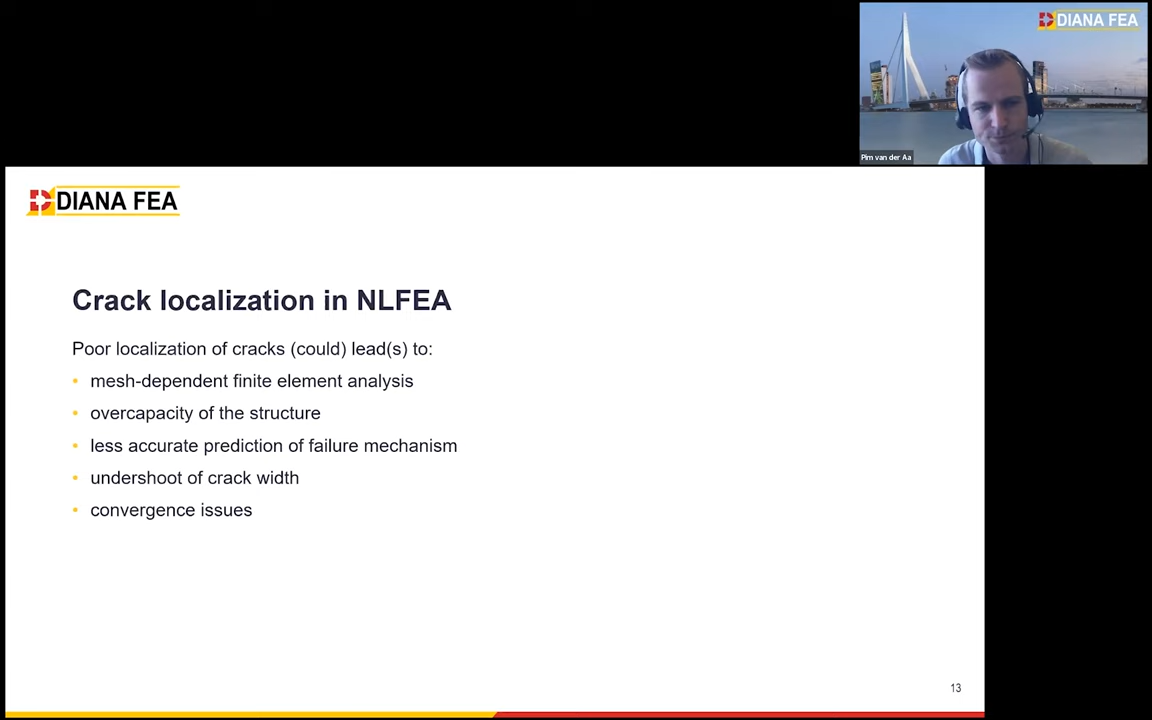 DIANA FEA
Pim van der Aa
DIANA FEA
Crack localization in NLFEA
Poor localization of cracks (could) lead(s) to:
• mesh-dependent finite element analysis
• overcapacity of the structure
• less accurate prediction of failure mechanism
• undershoot of crack width
• convergence issues
13